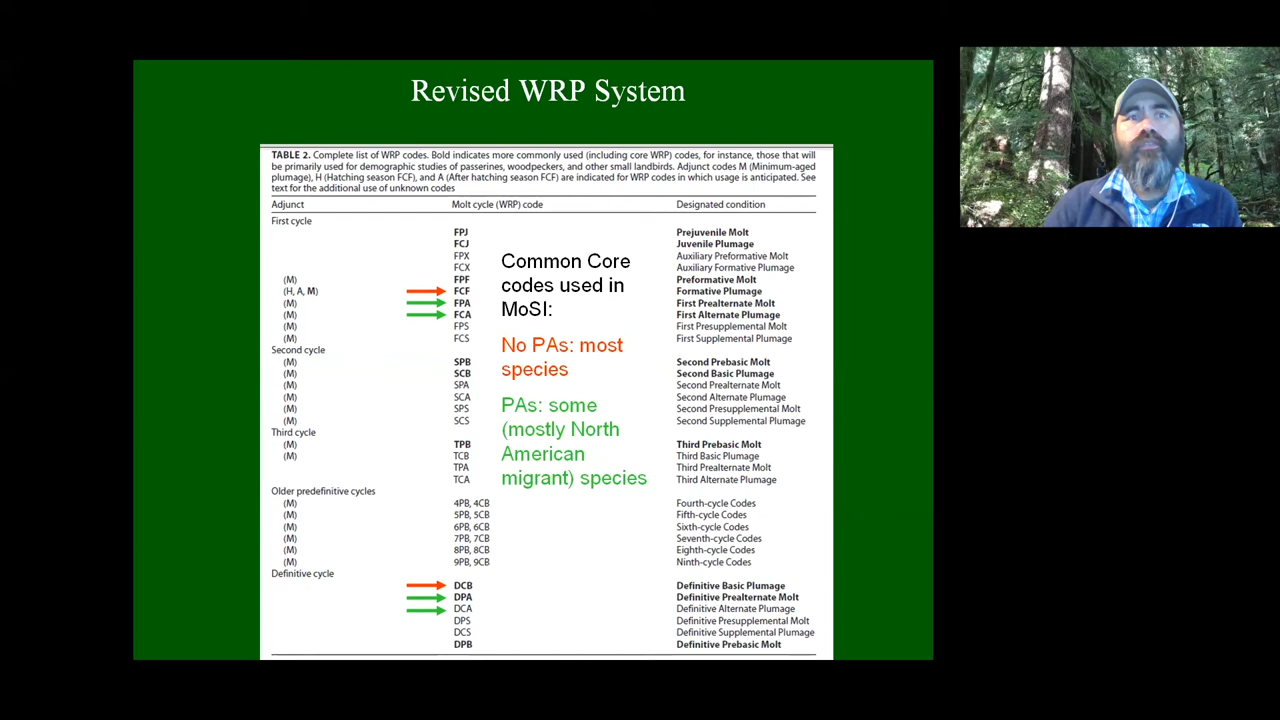 Revised WRP System
TABLE 2. Complete list of WRP codes. Bold indicates more commonly used (including core WRP) codes, for instance, those that will
be primarily used for demographic studies of passerines, woodpeckers, and other small landbirds. Adjunct codes M (Minimum-aged
plumage), H (Hatching season FCF), and A (After hatching season FCF) are indicated for WRP codes in which usage is anticipated. See
text for the additional use of unknown codes
Adjunct Molt cycle (WRP) code Designated condition
First cycle
FPJ Prejuvenile Molt
FCJ Juvenile Plumage
FPX Auxiliary Preformative Molt
FCX Auxiliary Formative Plumage
(M) FPF Preformative Molt
(H, A, M) FCF Formative Plumage
(M) FPA First Prealternate Molt
(M) FCA First Alternate Plumage
(M) FPS First Presupplemental Molt
(M) FCS First Supplemental Plumage
Second cycle
(M) SPB Second Prebasic Molt
(M) SCB Second Basic Plumage
(M) SPA Second Prealternate Molt
(M) SCA Second Alternate Plumage
(M) SPS Second Presupplemental Molt
(M) SCS Second Supplemental Plumage
Third cycle
(M) TPB Third Prebasic Molt
(M) TCB Third Basic Plumage
TPA Third Prealternate Molt
TCA Third Alternate Plumage
Older predefinitive cycles
(M) 4PB, 4CB Fourth-cycle Codes
(M) 5PB, 5CB Fifth-cycle Codes
(M) 6PB, 6CB Sixth-cycle Codes
(M) 7PB, 7CB Seventh-cycle Codes
(M) 8PB, 8CB Eighth-cycle Codes
(M) 9PB, 9CB Ninth-cycle Codes
Definitive cycle
DCB Definitive Basic Plumage
DPA Definitive Prealternate Molt
DCA Definitive Alternate Plumage
DPS Definitive Presupplemental Molt
DCS Definitive Supplemental Plumage
DPB Definitive Prebasic Molt
Common Core
codes used in
MoSI:
No PAs: most
species
PAs: some
(mostly North
American
migrant) species